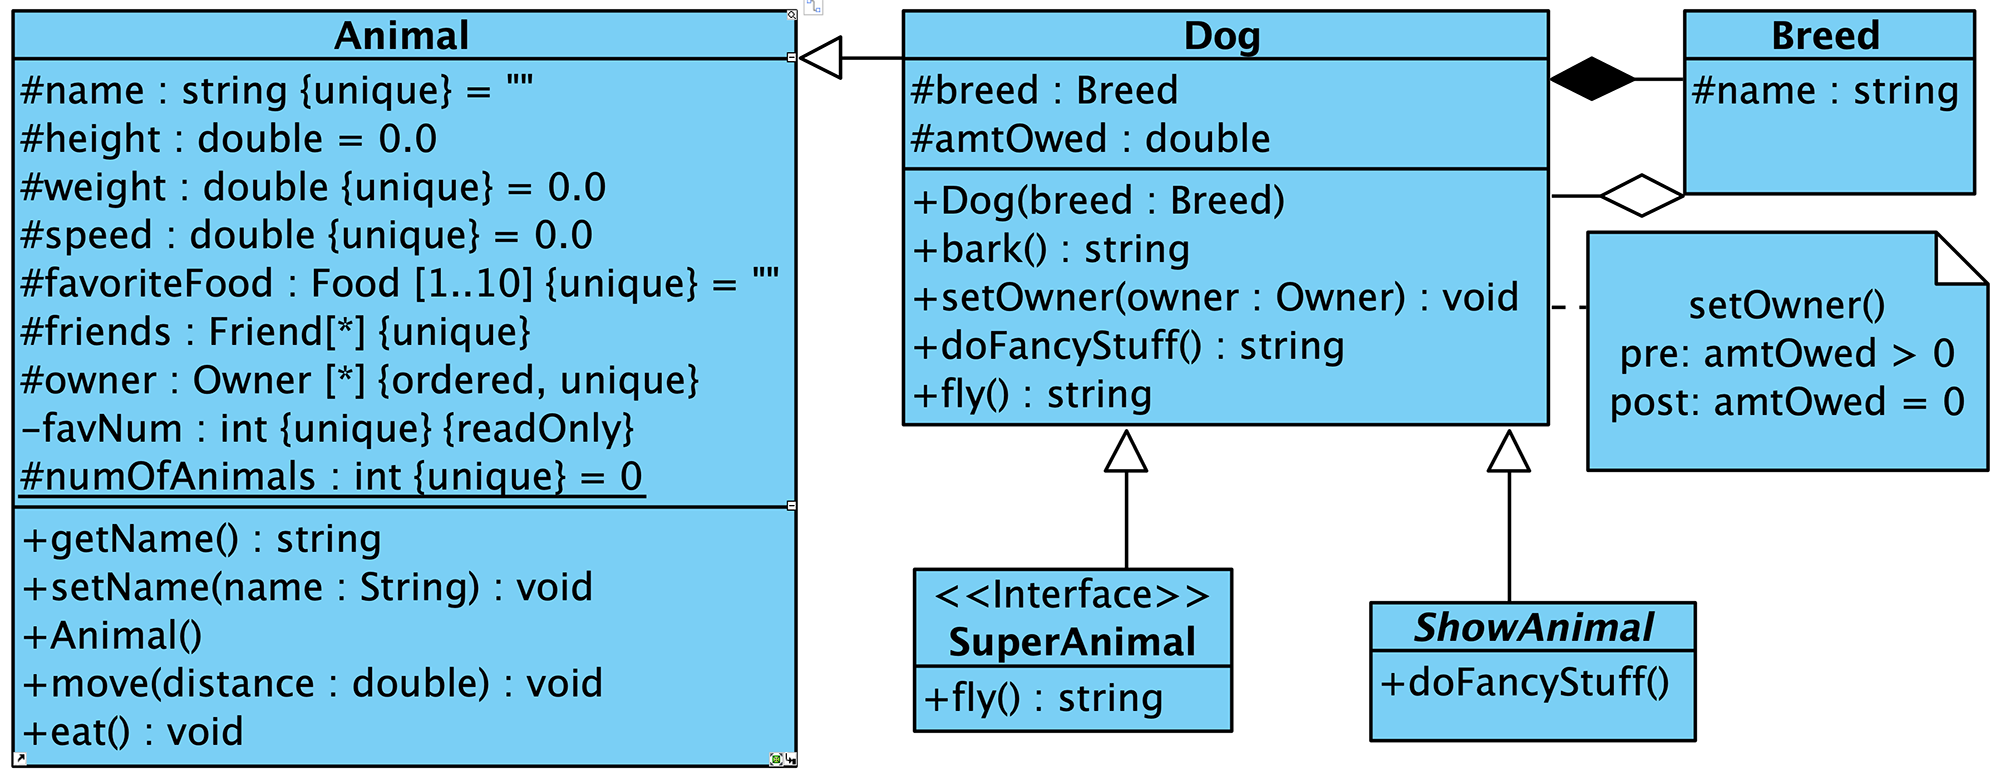 Animal
#name : string {unique} = ""
#height : double = 0.0
#weight : double {unique} = 0.0
#speed : double {unique} = 0.0
#favoriteFood : Food [1..10] {unique} = ""
#friends : Friend[*] {unique}
#owner : Owner [*] {ordered, unique}
-favNum : int {unique} {readOnly}
#numOfAnimals : int {unique} = 0
+getName() : string
+setName(name : String) : void
+Animal()
+move(distance : double) : void
+eat() : void
Dog
#breed : Breed
#amtOwed : double
+Dog(breed : Breed)
+bark() : string
+setOwner(owner : Owner) : void
+doFancyStuff() : string
+fly() : string
Breed
#name : string
setOwner()
pre: amtOwed > 0
post: amtOwed = 0
<<Interface>>
SuperAnimal
+fly() : string
ShowAnimal
+doFancyStuff()